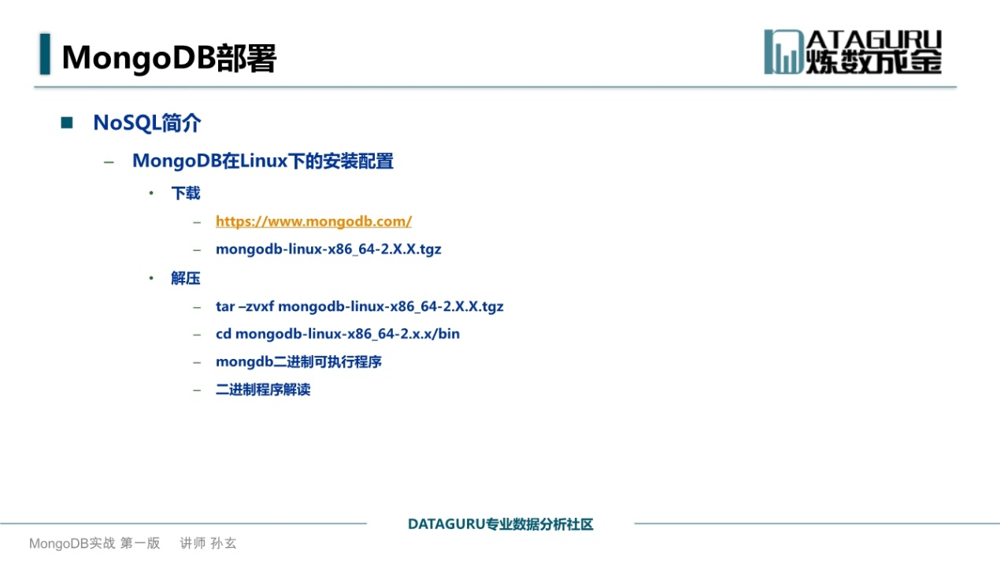 MongoDB部署
DATAGURU
炼数成金
NoSQL简介
– MongoDB在Linux下的安装配置
• 下载
– https://www.mongodb.com/
– mongodb-linux-x86_64-2.X.X.tgz
• 解压
– tar –zvxf mongodb-linux-x86_64-2.X.X.tgz
– cd mongodb-linux-x86_64-2.x.x/bin
– mongdb二进制可执行程序
– 二进制程序解读
DATAGURU专业数据分析社区
MongoDB实战 第一版 讲师 孙玄